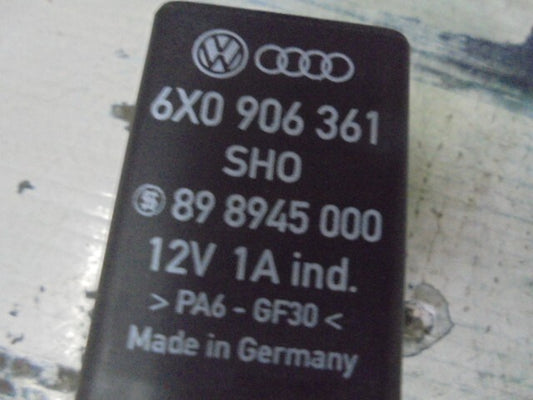 6X0 906 361
SHO
89 8945 000
12V 1A ind.
> PA6 - GF30 <
Made in Germany